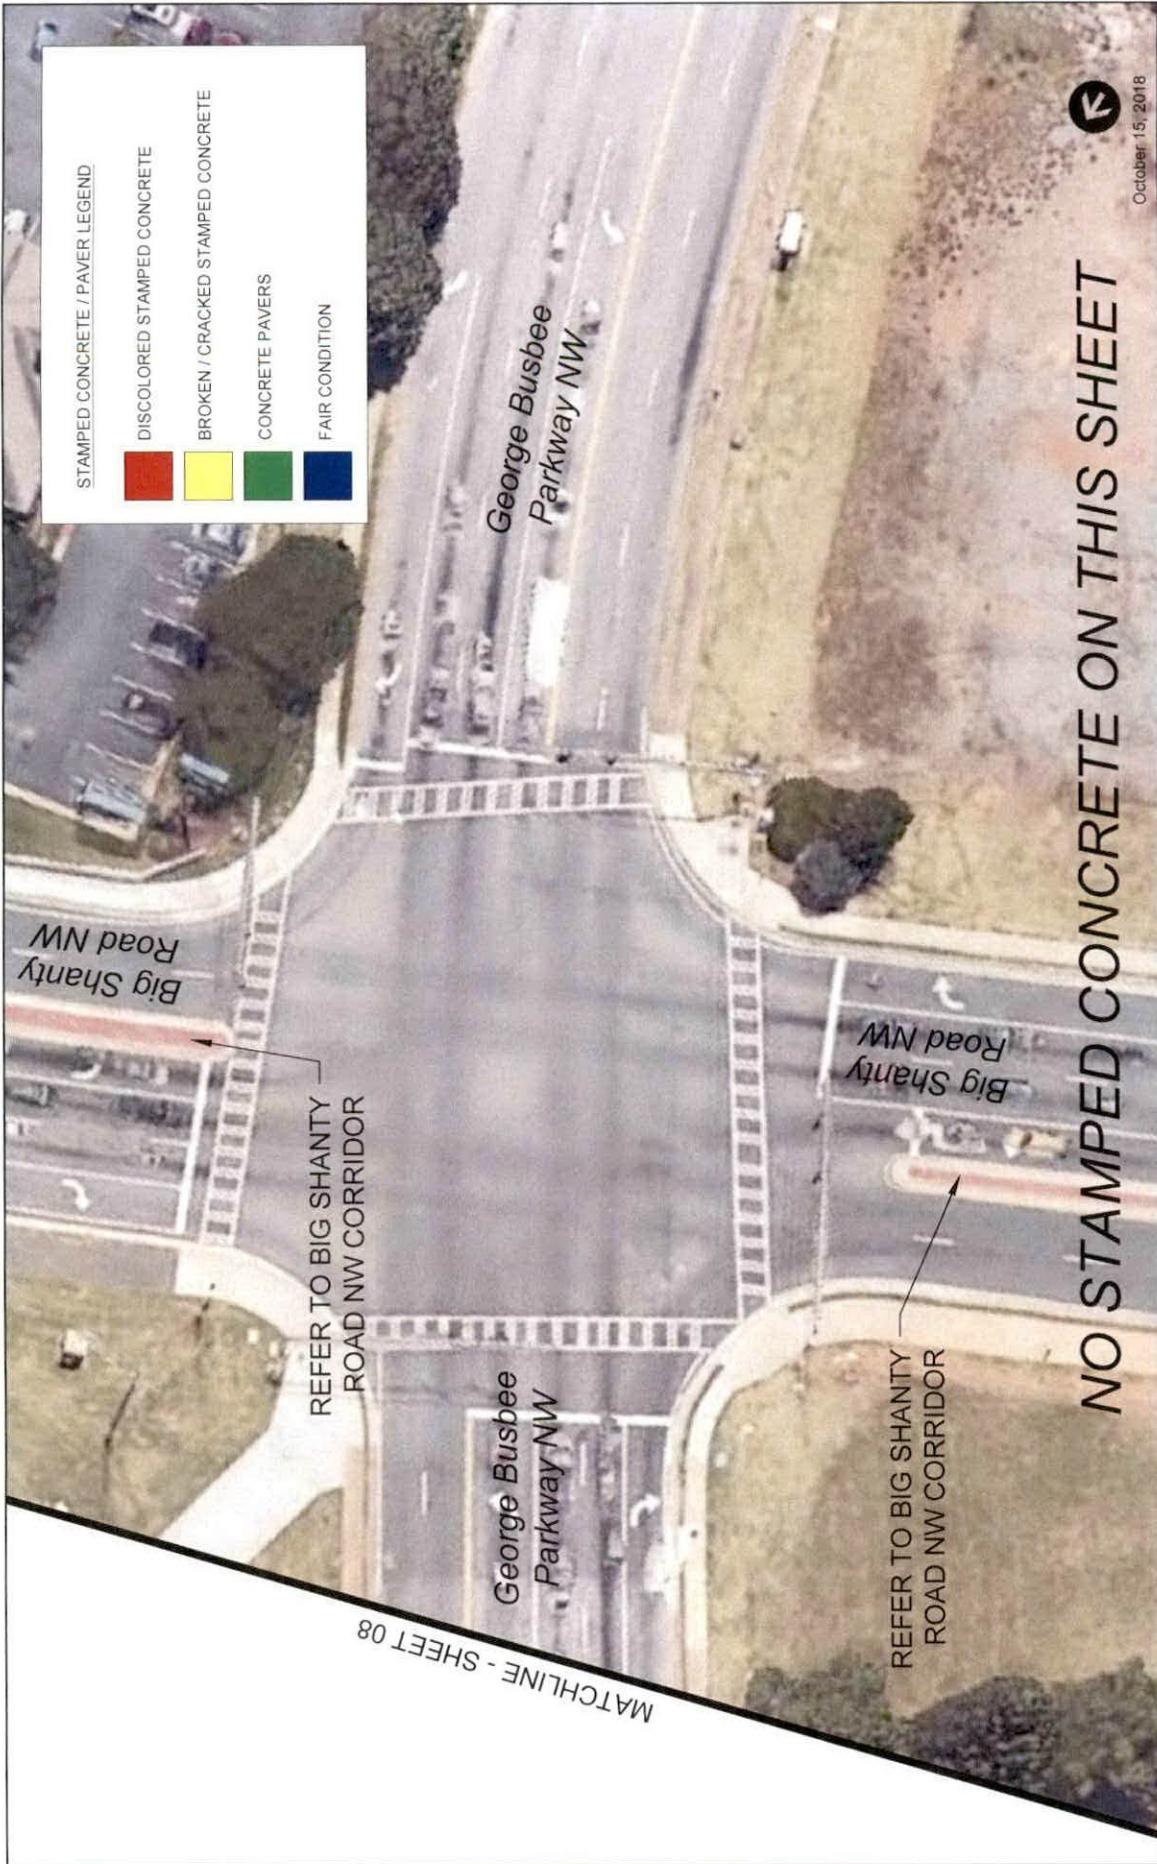 STAMPED CONCRETE / PAVER LEGEND
DISCOLORED STAMPED CONCRETE
BROKEN / CRACKED STAMPED CONCRETE
CONCRETE PAVERS
FAIR CONDITION
Big Shanty
Road NW
REFER TO BIG SHANTY
ROAD NW CORRIDOR
George Busbee
Parkway NW
George Busbee
Parkway NW
Big Shanty
Road NW
REFER TO BIG SHANTY
ROAD NW CORRIDOR
MATCHLINE - SHEET 08
NO STAMPED CONCRETE ON THIS SHEET
October 15, 2018